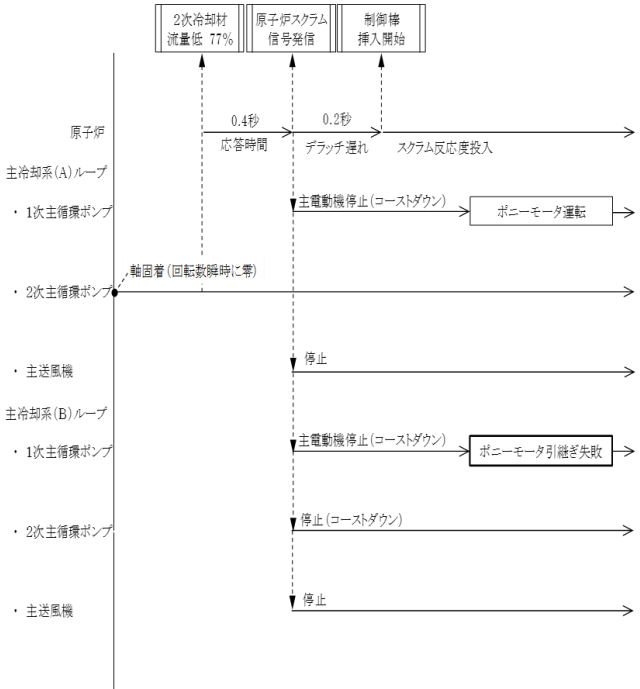 2次冷却材
流量低 77%
原子炉スクラム
信号発信
制御棒
挿入開始
0.4秒
0.2秒
原子炉
応答時間
デラッチ遅れ
スクラム反応度投入
主冷却系(A)ループ
・ 1次主循環ポンプ
主電動機停止(コーストダウン)
ポニーモータ運転
軸固着(回転数瞬時に零)
・ 2次主循環ポンプ
・ 主送風機
停止
主冷却系(B)ループ
・ 1次主循環ポンプ
主電動機停止(コーストダウン)
ポニーモータ引継ぎ失敗
・ 2次主循環ポンプ
停止(コーストダウン)
・ 主送風機
停止